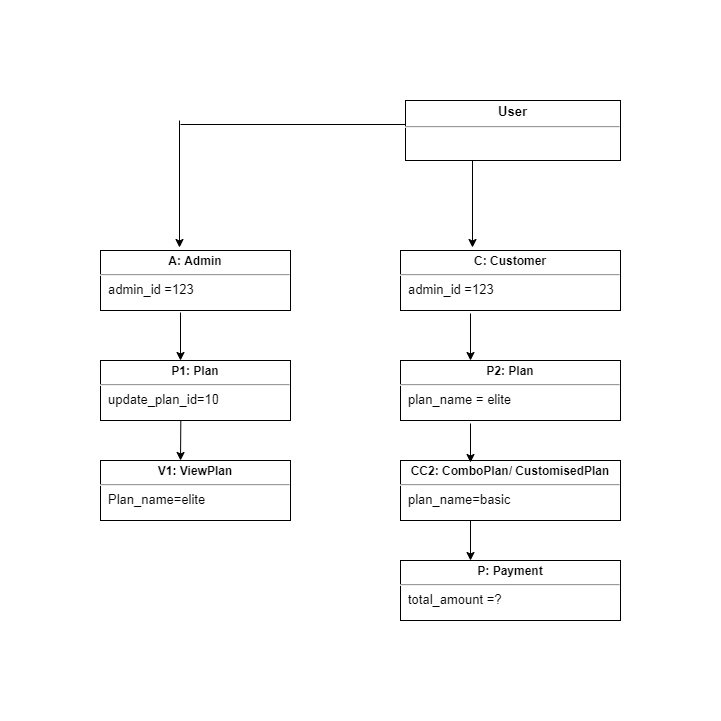 User
A: Admin
admin_id =123
C: Customer
admin_id =123
P1: Plan
update_plan_id=10
P2: Plan
plan_name = elite
V1: ViewPlan
Plan_name=elite
CC2: ComboPlan/ CustomisedPlan
plan_name=basic
P: Payment
total_amount =?